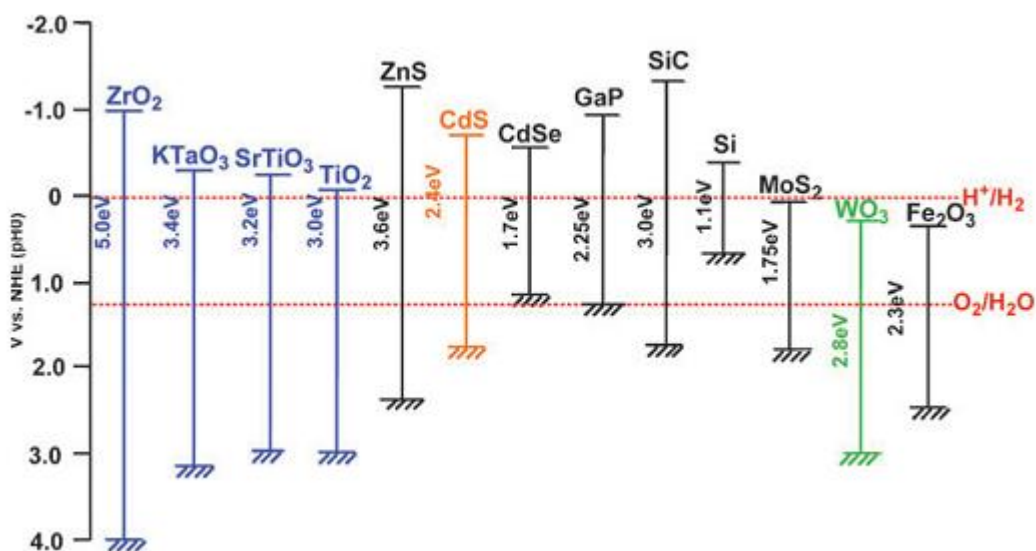 -2.0
-1.0
0
1.0
2.0
3.0
4.0
V vs. NHE (pH0)
ZrO₂
5.0eV
KTaO₃
3.4eV
SrTiO₃
3.2eV
TiO₂
3.0eV
ZnS
3.6eV
CdS
2.4eV
CdSe
1.7eV
GaP
2.25eV
SiC
3.0eV
Si
1.1eV
MoS₂
1.75eV
WO₃
2.8eV
Fe₂O₃
2.3eV
H⁺/H₂
O₂/H₂O